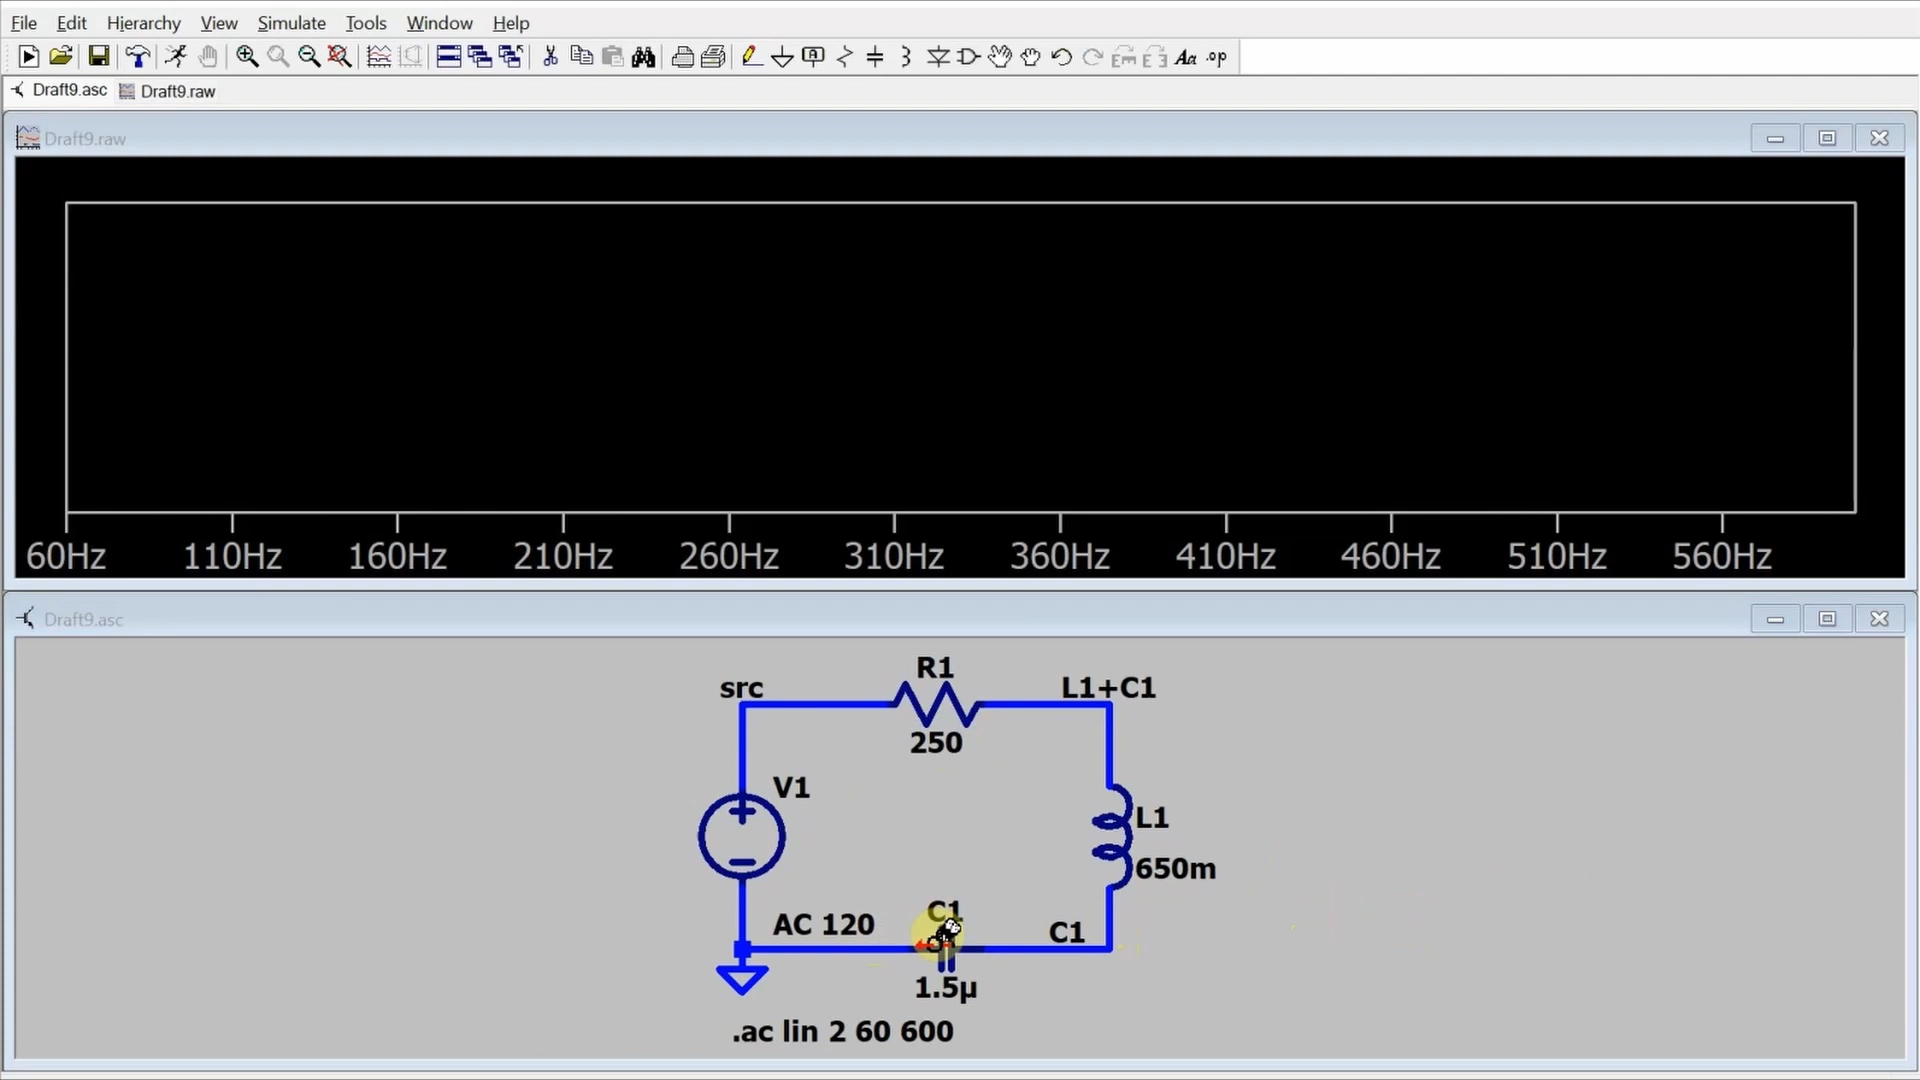 File Edit Hierarchy View Simulate Tools Window Help
Aa .op
Draft9.asc Draft9.raw
Draft9.raw
60Hz 110Hz 160Hz 210Hz 260Hz 310Hz 360Hz 410Hz 460Hz 510Hz 560Hz
Draft9.asc
R1
src L1+C1
250
V1
L1
650m
C1
AC 120 C1
1.5µ
.ac lin 2 60 600